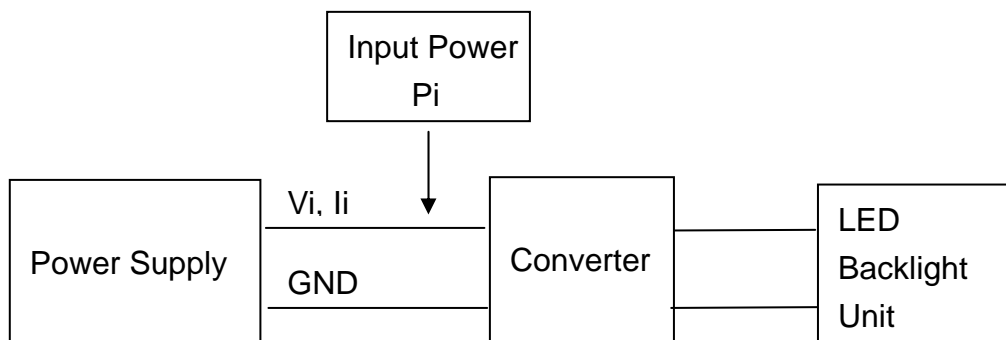 Input Power
Pi
Vi, Ii
Power Supply
GND
Converter
LED
Backlight
Unit